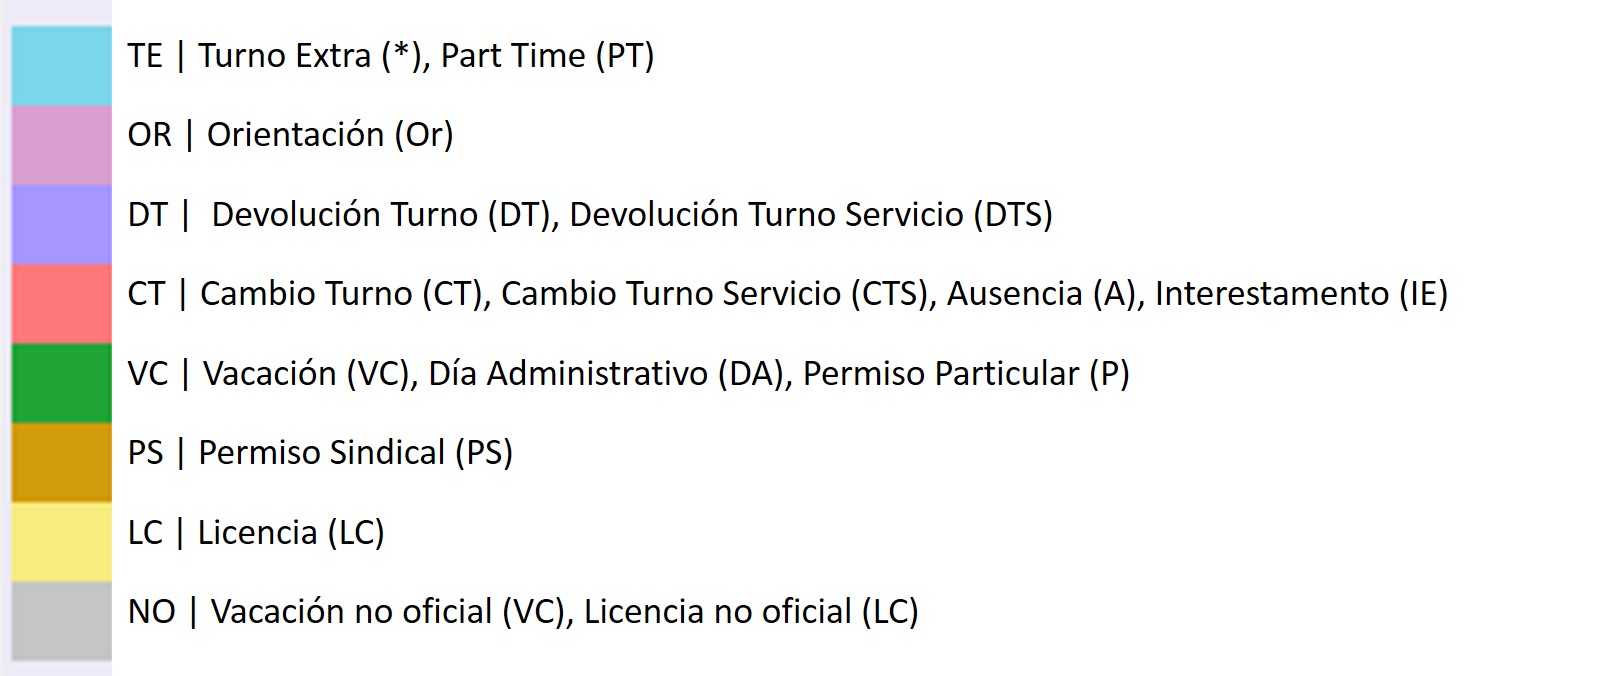 TE | Turno Extra (*), Part Time (PT)
OR | Orientación (Or)
DT | Devolución Turno (DT), Devolución Turno Servicio (DTS)
CT | Cambio Turno (CT), Cambio Turno Servicio (CTS), Ausencia (A), Interestamento (IE)
VC | Vacación (VC), Día Administrativo (DA), Permiso Particular (P)
PS | Permiso Sindical (PS)
LC | Licencia (LC)
NO | Vacación no oficial (VC), Licencia no oficial (LC)